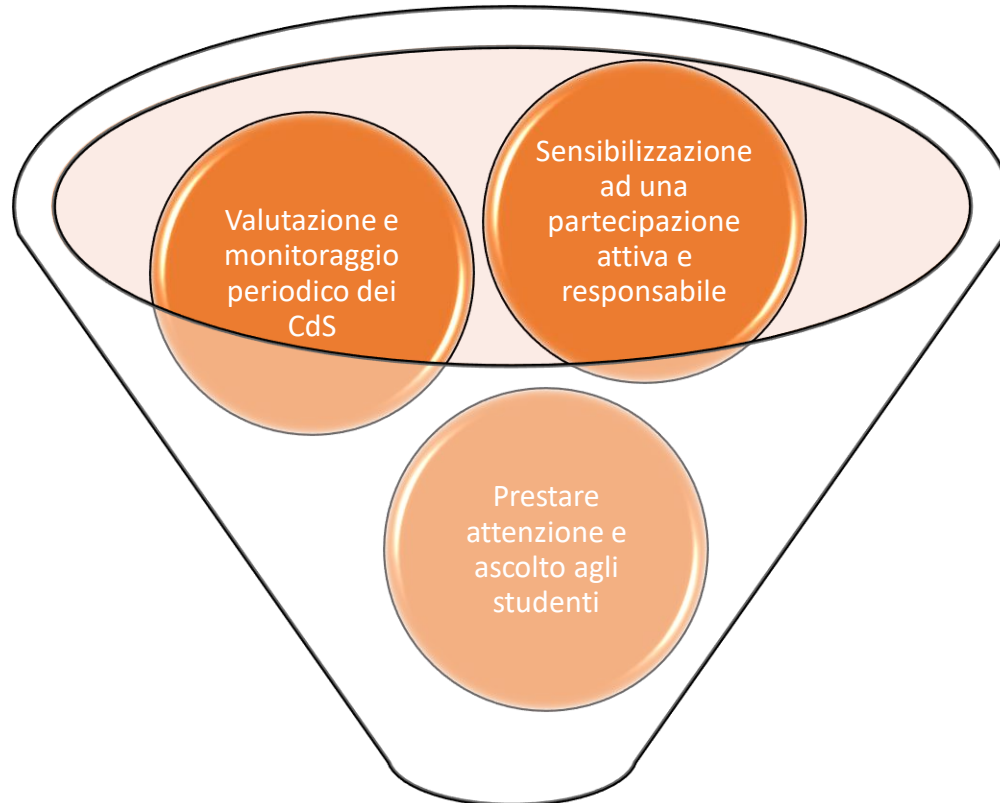 Valutazione e
monitoraggio
periodico dei
CdS
Sensibilizzazione
ad una
partecipazione
attiva e
responsabile
Prestare
attenzione e
ascolto agli
studenti